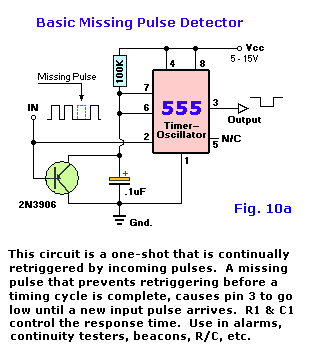 Basic Missing Pulse Detector
Vcc
5 - 15V
100K
4
8
Missing Pulse
7
555
3
IN
6
Timer–
Oscillator
Output
2
5
N/C
1
+
.1uF
2N3906
Gnd.
Fig. 10a
This circuit is a one-shot that is continually
retriggered by incoming pulses. A missing
pulse that prevents retriggering before a
timing cycle is complete, causes pin 3 to go
low until a new input pulse arrives. R1 & C1
control the response time. Use in alarms,
continuity testers, beacons, R/C, etc.